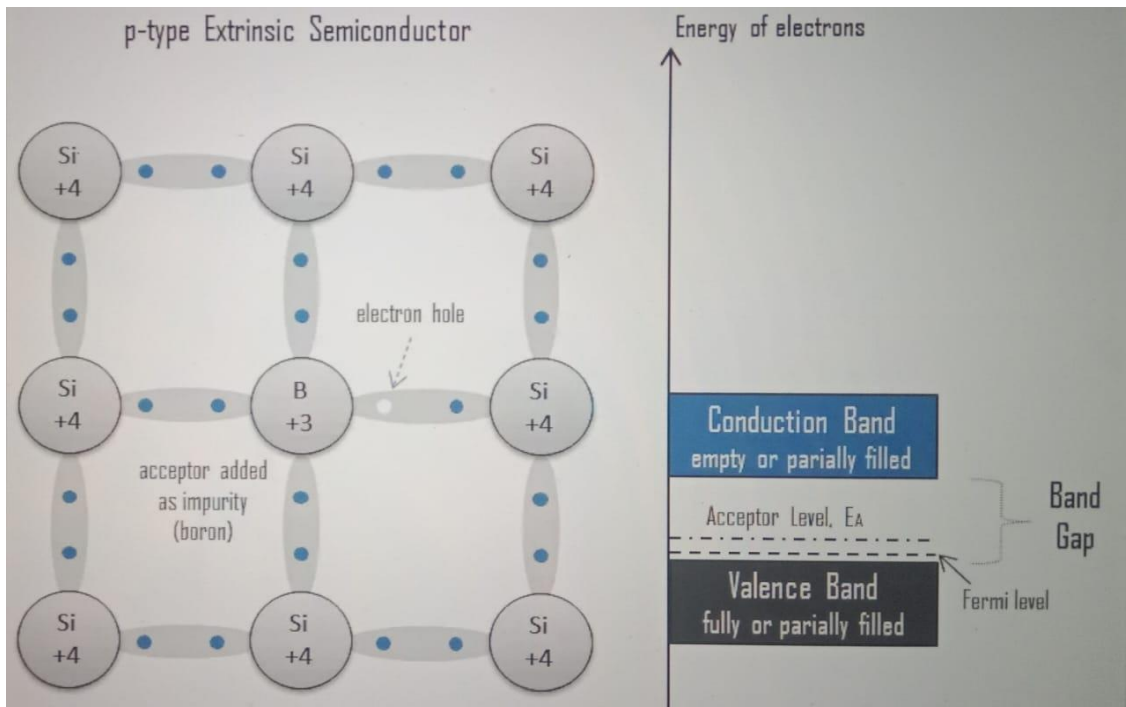 p-type Extrinsic Semiconductor
Si
+4
Si
+4
Si
+4
electron hole
Si
+4
B
+3
Si
+4
acceptor added
as impurity
(boron)
Si
+4
Si
+4
Si
+4
Energy of electrons
Conduction Band
empty or parially filled
Acceptor Level, EA
Band
Gap
Valence Band
fully or partially filled
Fermi level